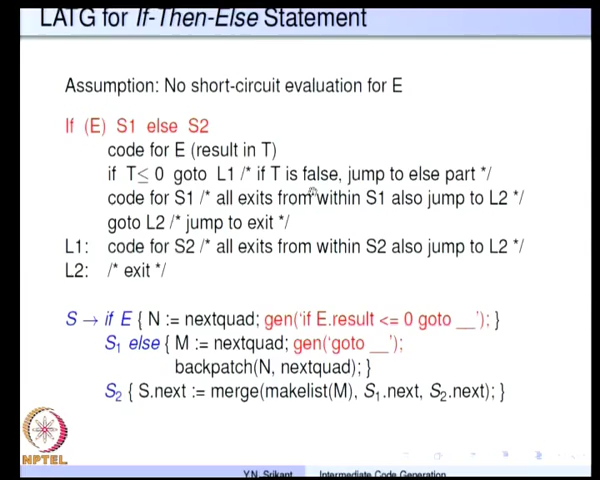 LATG for If-Then-Else Statement
Assumption: No short-circuit evaluation for E
If (E) S1 else S2
code for E (result in T)
if T≤ 0 goto L1 /* if T is false, jump to else part */
code for S1 /* all exits from within S1 also jump to L2 */
goto L2 /* jump to exit */
L1: code for S2 /* all exits from within S2 also jump to L2 */
L2: /* exit */
S → if E { N := nextquad; gen('if E.result <= 0 goto __'); }
S₁ else { M := nextquad; gen('goto __');
backpatch(N, nextquad); }
S₂ { S.next := merge(makelist(M), S₁.next, S₂.next); }
NPTEL
Y.N. Srikant Intermediate Code Generation